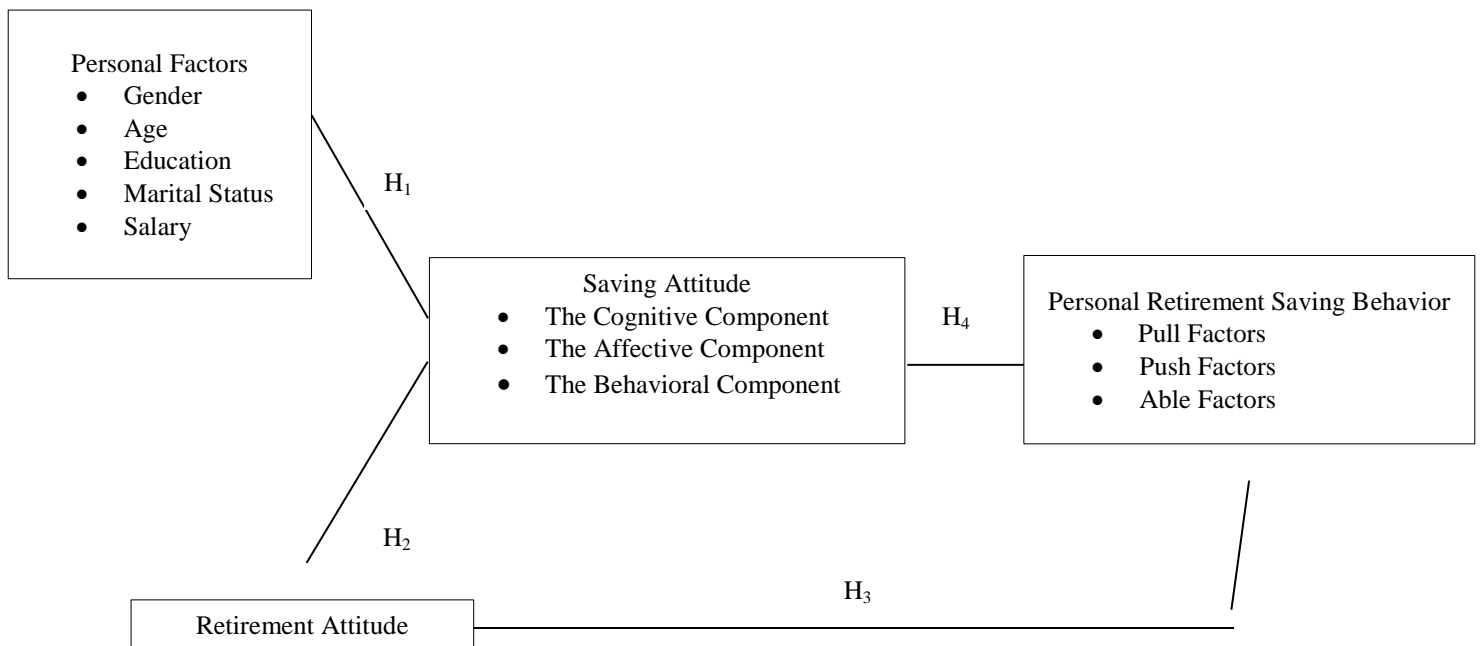 Personal Factors
• Gender
• Age
• Education
• Marital Status
• Salary
H₁
Saving Attitude
• The Cognitive Component
• The Affective Component
• The Behavioral Component
H₄
Personal Retirement Saving Behavior
• Pull Factors
• Push Factors
• Able Factors
H₂
H₃
Retirement Attitude